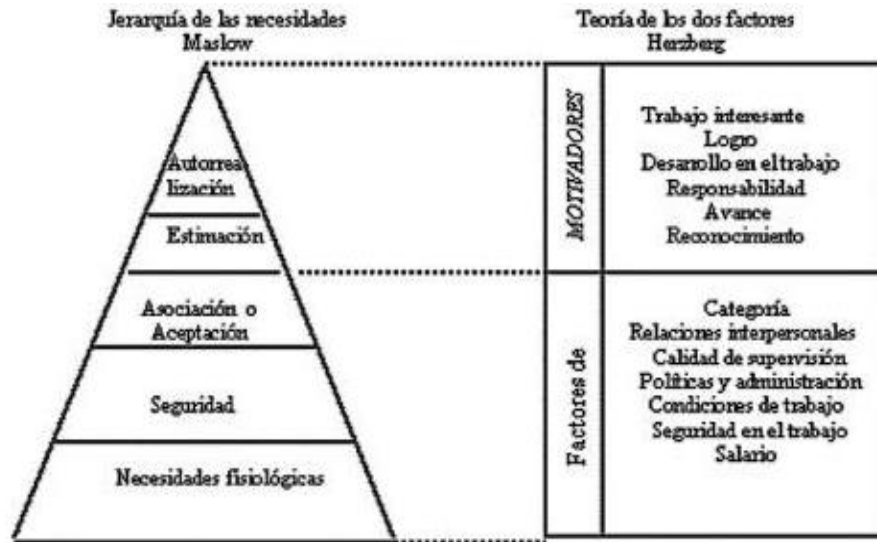 Jerarquía de las necesidades
Maslow
Autorrea
lización
Estimación
Asociación o
Aceptación
Seguridad
Necesidades fisiológicas
Teoría de los dos factores
Herzberg
MOTIVADORES
Trabajo interesante
Logro
Desarrollo en el trabajo
Responsabilidad
Avance
Reconocimiento
Factores de
Categoría
Relaciones interpersonales
Calidad de supervisión
Políticas y administración
Condiciones de trabajo
Seguridad en el trabajo
Salario